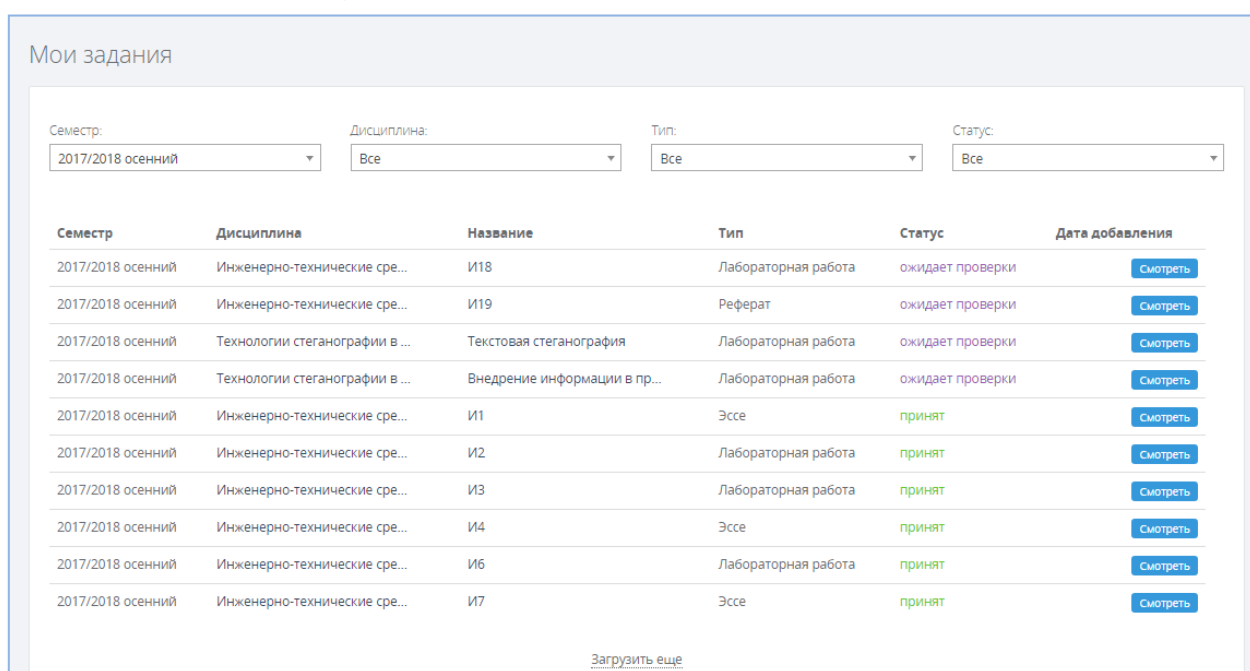 Мои задания
Семестр: Дисциплина: Тип: Статус:
2017/2018 осенний Все Все Все
Семестр Дисциплина Название Тип Статус Дата добавления
2017/2018 осенний Инженерно-технические сре... И18 Лабораторная работа ожидает проверки Смотреть
2017/2018 осенний Инженерно-технические сре... И19 Реферат ожидает проверки Смотреть
2017/2018 осенний Технологии стеганографии в ... Текстовая стеганография Лабораторная работа ожидает проверки Смотреть
2017/2018 осенний Технологии стеганографии в ... Внедрение информации в пр... Лабораторная работа ожидает проверки Смотреть
2017/2018 осенний Инженерно-технические сре... И1 Эссе принят Смотреть
2017/2018 осенний Инженерно-технические сре... И2 Лабораторная работа принят Смотреть
2017/2018 осенний Инженерно-технические сре... И3 Лабораторная работа принят Смотреть
2017/2018 осенний Инженерно-технические сре... И4 Эссе принят Смотреть
2017/2018 осенний Инженерно-технические сре... И6 Лабораторная работа принят Смотреть
2017/2018 осенний Инженерно-технические сре... И7 Эссе принят Смотреть
Загрузить еще